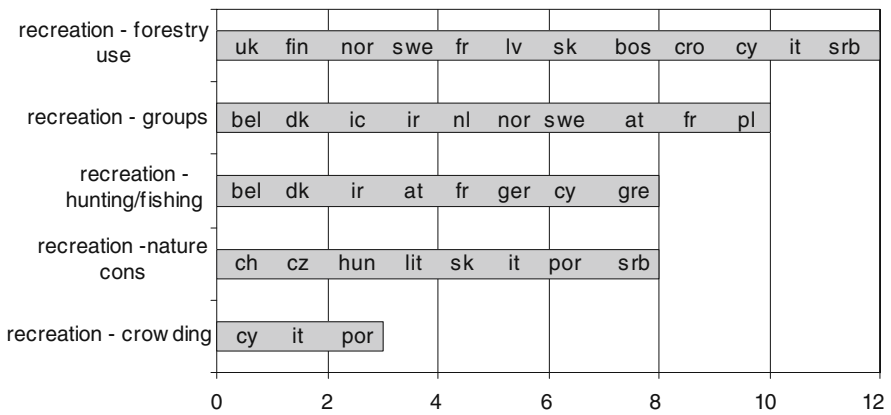 recreation - forestry
use
uk fin nor swe fr lv sk bos cro cy it srb
recreation - groups
bel dk ic ir nl nor swe at fr pl
recreation -
hunting/fishing
bel dk ir at fr ger cy gre
recreation -nature
cons
ch cz hun lit sk it por srb
recreation - crowding
cy it por
0 2 4 6 8 10 12